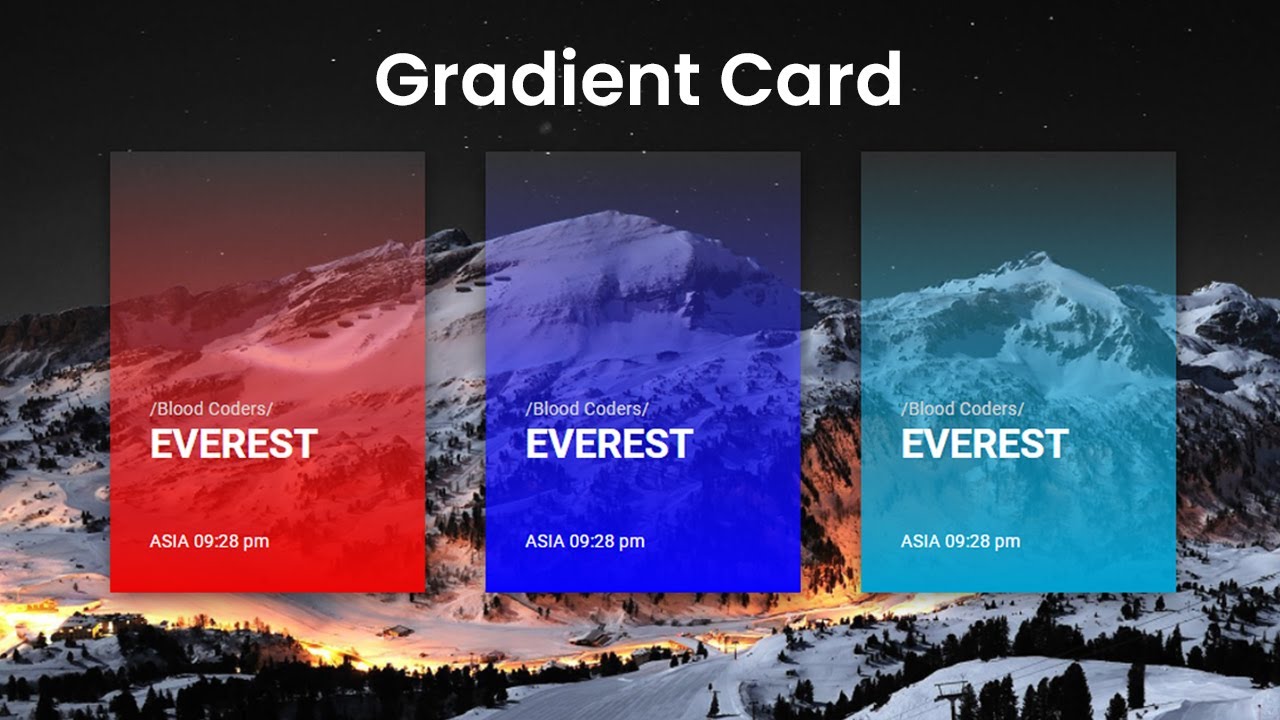 Gradient Card
/Blood Coders/
EVEREST
ASIA 09:28 pm
/Blood Coders/
EVEREST
ASIA 09:28 pm
/Blood Coders/
EVEREST
ASIA 09:28 pm